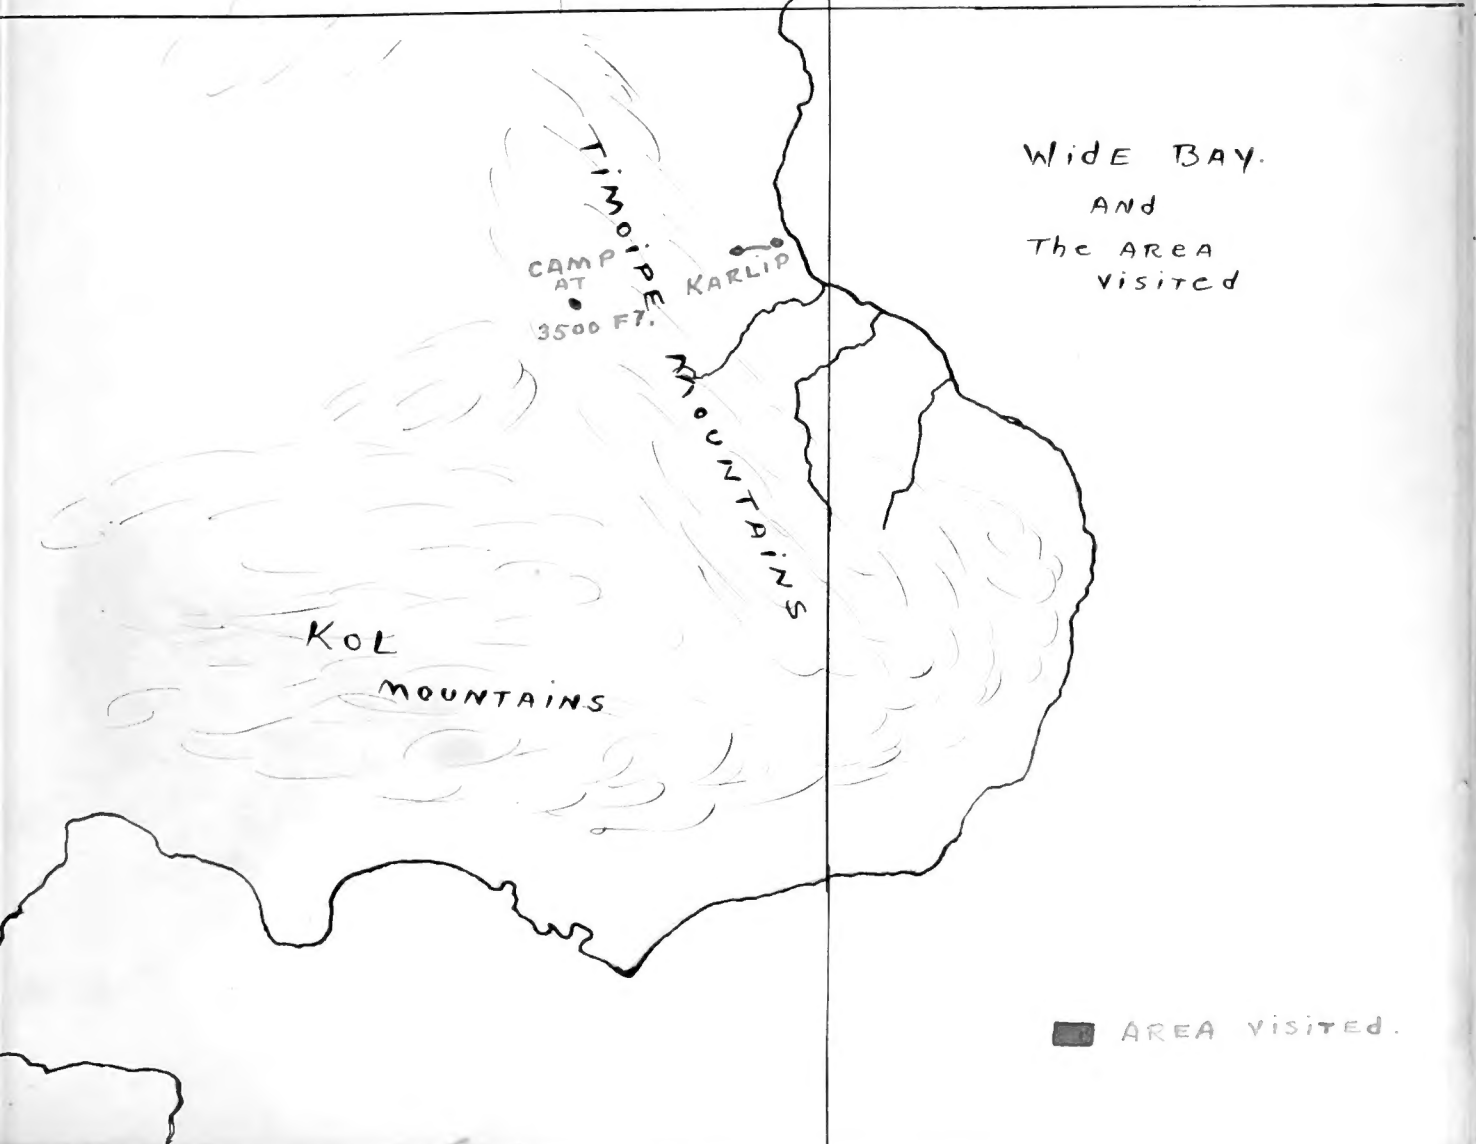 WidE BAY.
ANd
The AReA
Visited
TiMOiPE
MOUNTAiNS
CAMP
AT
3500 FT.
KARLiP
KOL
MOUNTAiNS
AREA ViSiTEd.